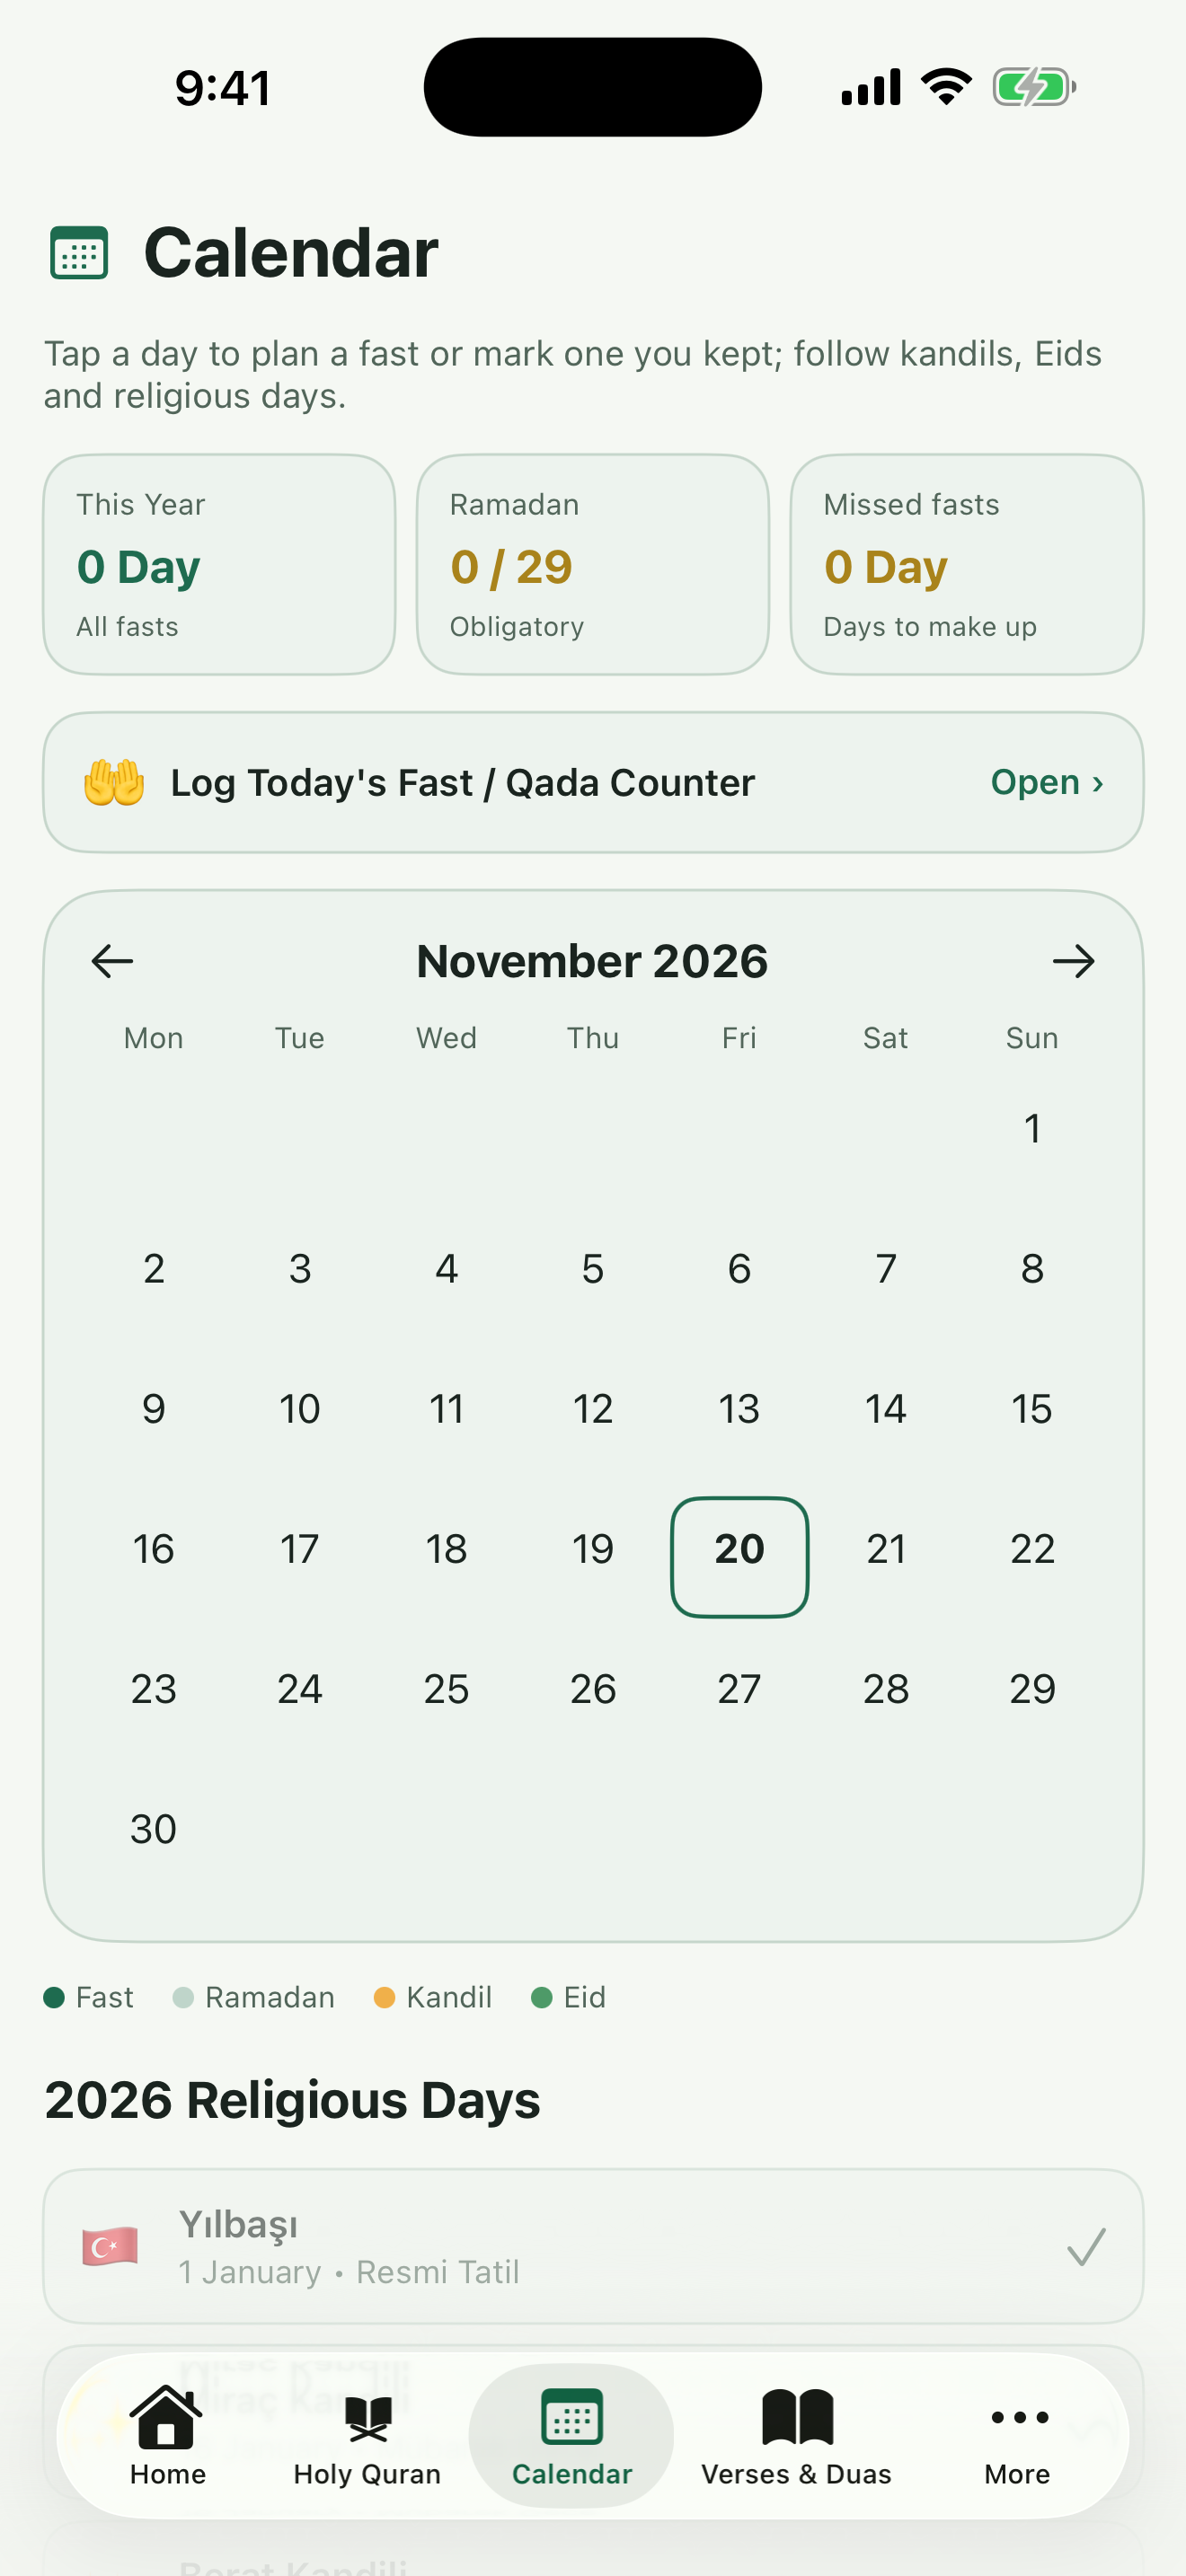 9:41
Calendar
Tap a day to plan a fast or mark one you kept; follow kandils, Eids
and religious days.
This Year
0 Day
All fasts
Ramadan
0 / 29
Obligatory
Missed fasts
0 Day
Days to make up
Log Today's Fast / Qada Counter
Open ›
November 2026
Mon Tue Wed Thu Fri Sat Sun
1
2 3 4 5 6 7 8
9 10 11 12 13 14 15
16 17 18 19 20 21 22
23 24 25 26 27 28 29
30
Fast Ramadan Kandil Eid
2026 Religious Days
Yılbaşı
1 January • Resmi Tatil
Miraç Kandili
Home Holy Quran Calendar Verses & Duas More
Berat Kandili